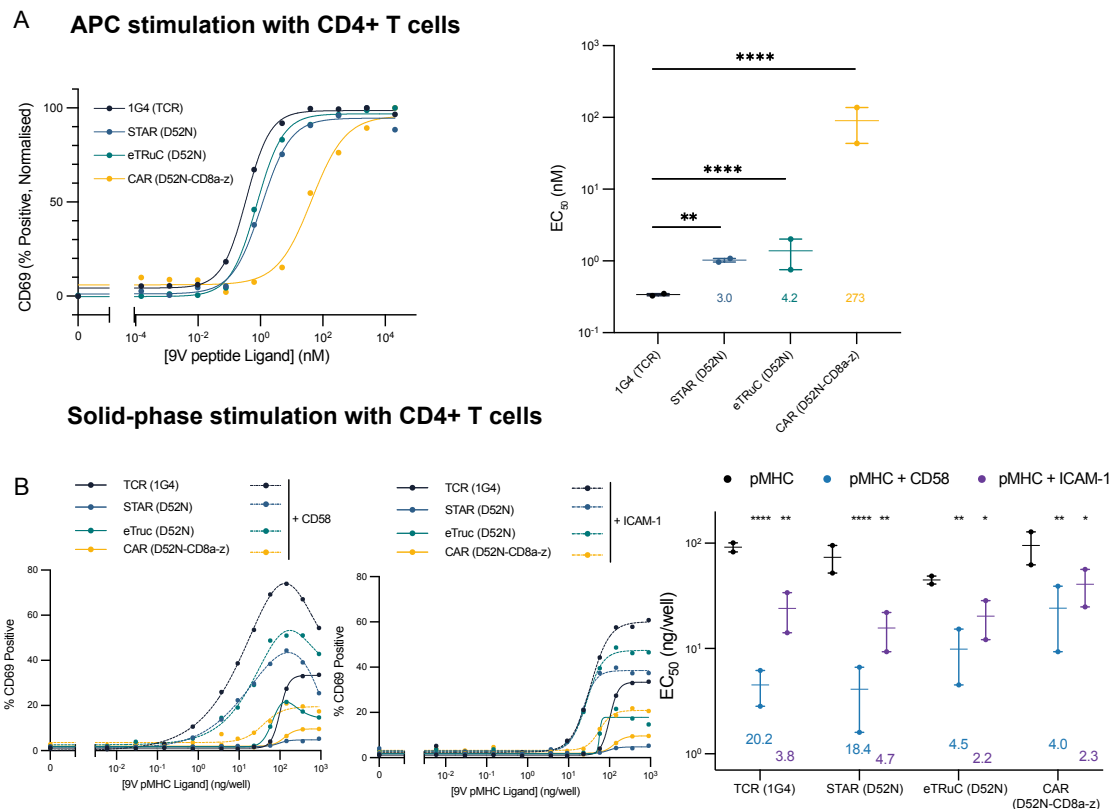 A
APC stimulation with CD4+ T cells
1G4 (TCR)
STAR (D52N)
eTRuC (D52N)
CAR (D52N-CD8a-z)
CD69 (% Positive, Normalised)
100
50
0
0
10-4
10-2
100
102
104
[9V peptide Ligand] (nM)
EC50 (nM)
103
102
101
100
10-1
****
****
**
3.0
4.2
273
1G4 (TCR)
STAR (D52N)
eTRuC (D52N)
CAR (D52N-CD8a-z)
Solid-phase stimulation with CD4+ T cells
B
TCR (1G4)
STAR (D52N)
eTruc (D52N)
CAR (D52N-CD8a-z)
+ CD58
% CD69 Positive
80
60
40
20
0
0
10-2
10-1
100
101
102
103
[9V pMHC Ligand] (ng/well)
TCR (1G4)
STAR (D52N)
eTruc (D52N)
CAR (D52N-CD8a-z)
+ ICAM-1
% CD69 Positive
80
60
40
20
0
0
10-2
10-1
100
101
102
103
[9V pMHC Ligand] (ng/well)
pMHC
pMHC + CD58
pMHC + ICAM-1
EC50 (ng/well)
102
101
100
**** ** **** ** ** * ** *
20.2
3.8
18.4
4.7
4.5
2.2
4.0
2.3
TCR (1G4)
STAR (D52N)
eTRuC (D52N)
CAR
(D52N-CD8a-z)